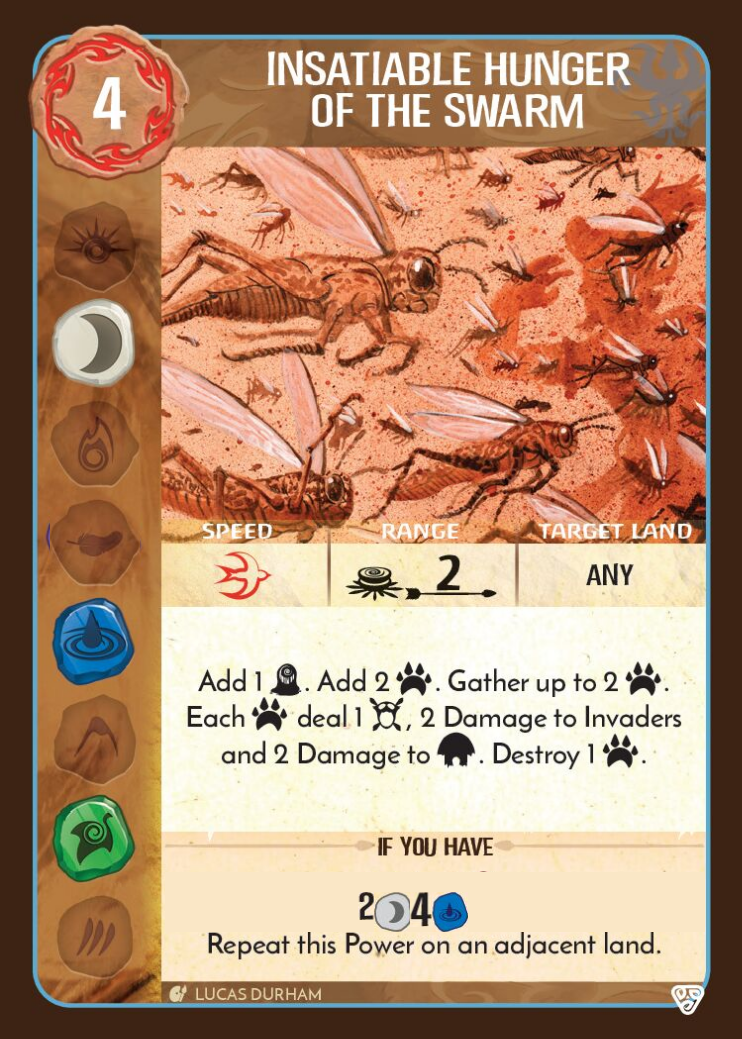 4
INSATIABLE HUNGER
OF THE SWARM
SPEED RANGE TARGET LAND
2 ANY
Add 1 . Add 2 . Gather up to 2 .
Each deal 1 , 2 Damage to Invaders
and 2 Damage to . Destroy 1 .
IF YOU HAVE
2 4
Repeat this Power on an adjacent land.
LUCAS DURHAM